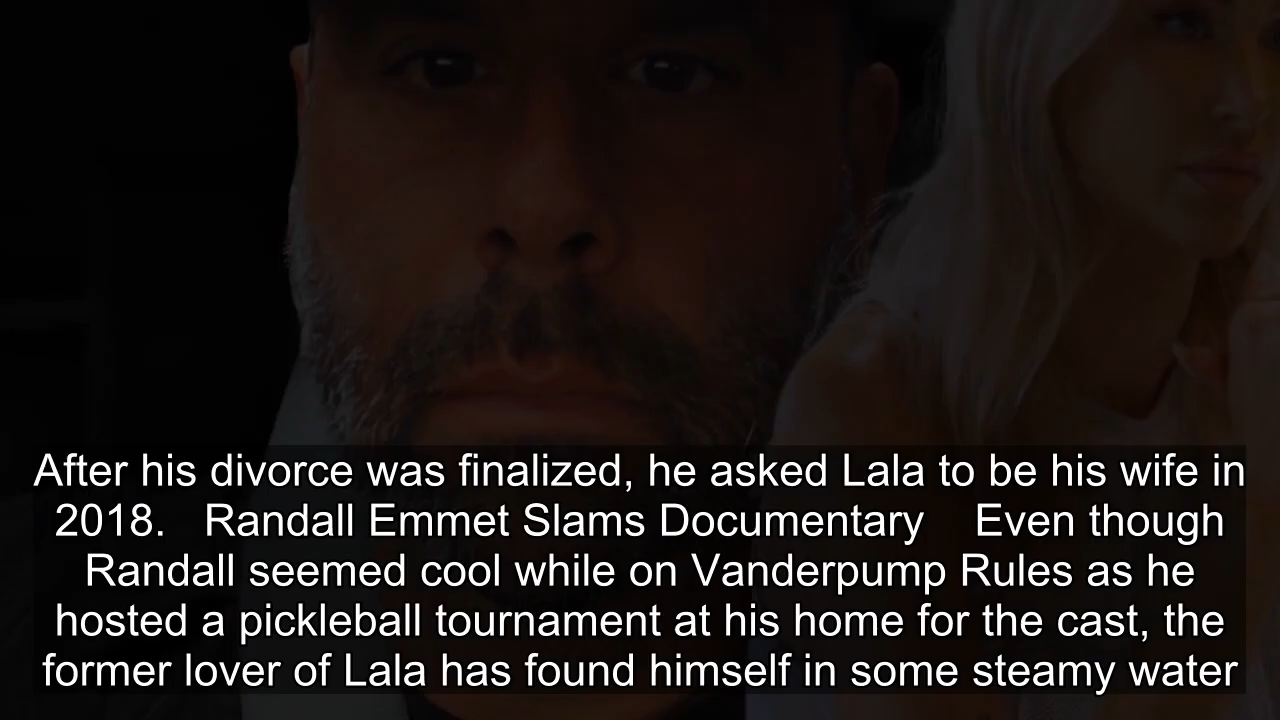 After his divorce was finalized, he asked Lala to be his wife in
2018.   Randall Emmet Slams Documentary    Even though
Randall seemed cool while on Vanderpump Rules as he
hosted a pickleball tournament at his home for the cast, the
former lover of Lala has found himself in some steamy water